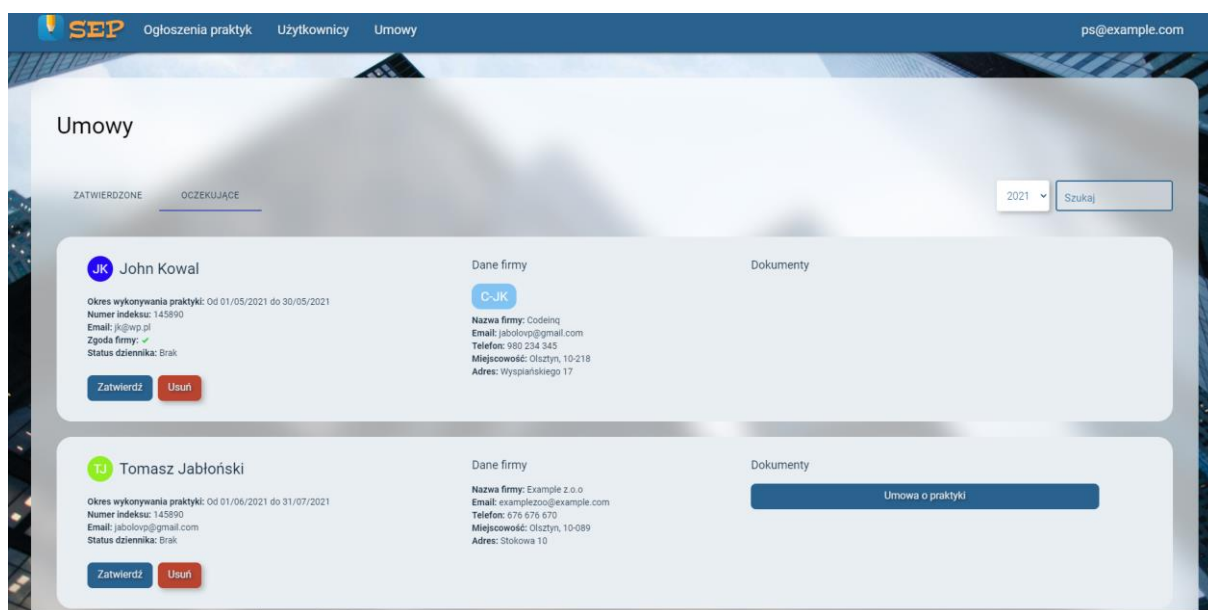 SEP Ogłoszenia praktyk Użytkownicy Umowy ps@example.com
Umowy
ZATWIERDZONE OCZEKUJĄCE 2021 Szukaj
JK John Kowal
Okres wykonywania praktyki: Od 01/05/2021 do 30/05/2021
Numer indeksu: 145890
Email: jk@wp.pl
Zgoda firmy: ✔
Status dziennika: Brak
Zatwierdź Usuń
Dane firmy
C-JK
Nazwa firmy: Codeinq
Email: jabolovp@gmail.com
Telefon: 980 234 345
Miejscowość: Olsztyn, 10-218
Adres: Wyspiańskiego 17
Dokumenty
TJ Tomasz Jabłoński
Okres wykonywania praktyki: Od 01/06/2021 do 31/07/2021
Numer indeksu: 145890
Email: jabolovp@gmail.com
Status dziennika: Brak
Zatwierdź Usuń
Dane firmy
Nazwa firmy: Example z.o.o
Email: examplezoo@example.com
Telefon: 676 676 670
Miejscowość: Olsztyn, 10-089
Adres: Stokowa 10
Dokumenty
Umowa o praktyki